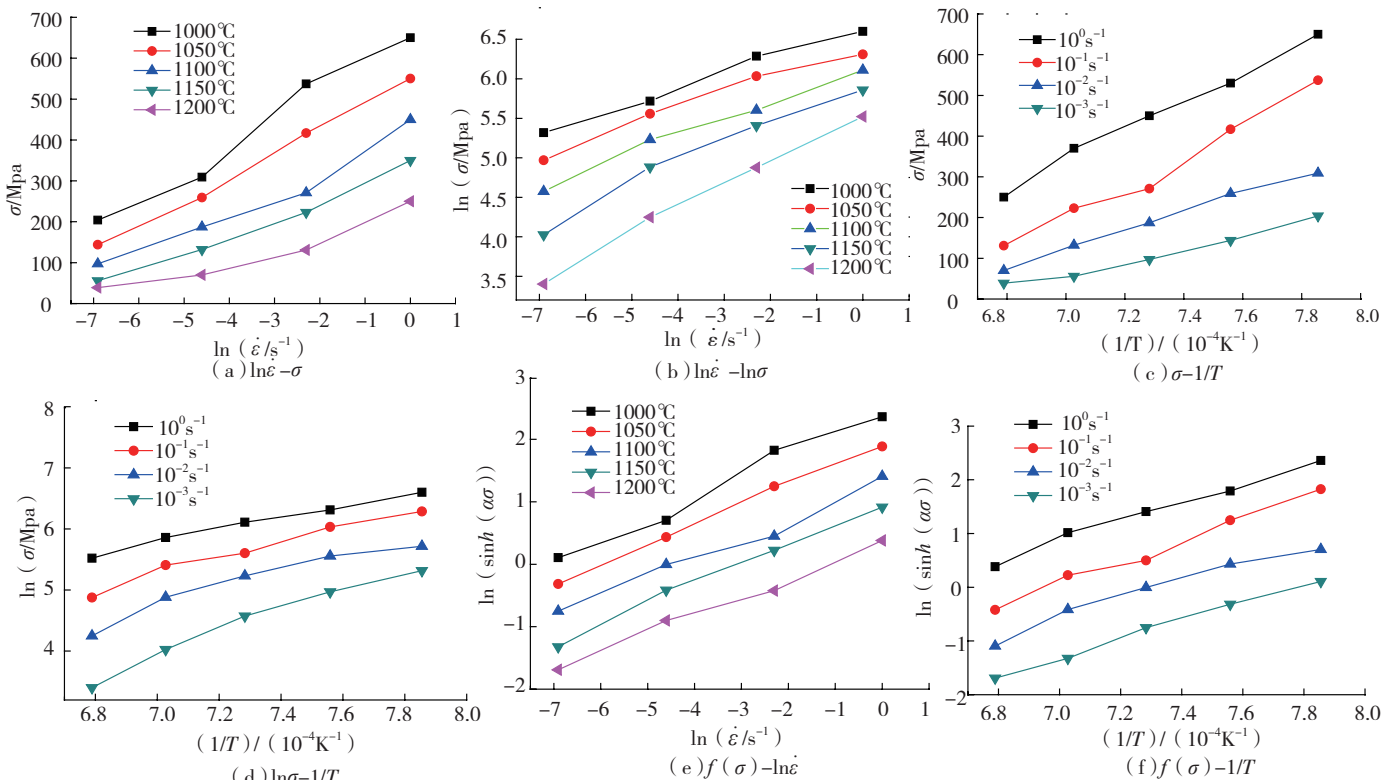 700
600
500
400
300
200
100
0
σ/Mpa
1000℃
1050℃
1100℃
1150℃
1200℃
−7 −6 −5 −4 −3 −2 −1 0 1
ln（ε̇/s⁻¹）
（a）lnε̇−σ
6.5
6.0
5.5
5.0
4.5
4.0
3.5
ln（σ/Mpa）
1000℃
1050℃
1100℃
1150℃
1200℃
−7 −6 −5 −4 −3 −2 −1 0 1
ln（ε̇/s⁻¹）
（b）lnε̇ −lnσ
700
600
500
400
300
200
100
0
σ/Mpa
10⁰s⁻¹
10⁻¹s⁻¹
10⁻²s⁻¹
10⁻³s⁻¹
6.8 7.0 7.2 7.4 7.6 7.8 8.0
（1/T)/（10⁻⁴K⁻¹）
（c）σ−1/T
8
7
6
5
4
ln（σ/Mpa）
10⁰s⁻¹
10⁻¹s⁻¹
10⁻²s⁻¹
10⁻³s⁻¹
6.8 7.0 7.2 7.4 7.6 7.8 8.0
（1/T)/（10⁻⁴K⁻¹）
（d）lnσ−1/T
3
2
1
0
−1
−2
ln（sinh（ασ））
1000℃
1050℃
1100℃
1150℃
1200℃
−7 −6 −5 −4 −3 −2 −1 0 1
ln（ε̇/s⁻¹）
（e）f（σ）−lnε̇
3
2
1
0
−1
−2
ln（sinh（ασ））
10⁰s⁻¹
10⁻¹s⁻¹
10⁻²s⁻¹
10⁻³s⁻¹
6.8 7.0 7.2 7.4 7.6 7.8 8.0
（1/T)/（10⁻⁴K⁻¹）
（f）f（σ）−1/T